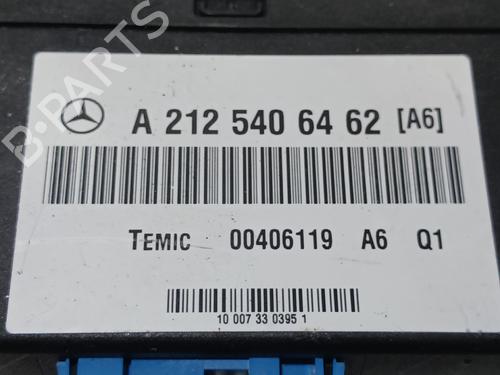 A 212 540 64 62 [A6]
TEMIC 00406119 A6 Q1
10 007 33 0395 1
B-PARTS